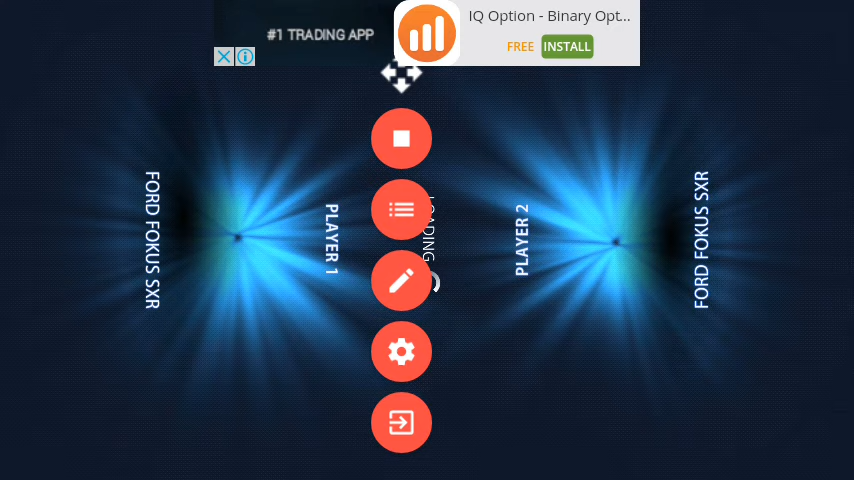 #1 TRADING APP
IQ Option - Binary Opt...
FREE
INSTALL
FORD FOKUS SXR
PLAYER 1
LOADING
PLAYER 2
FORD FOKUS SXR